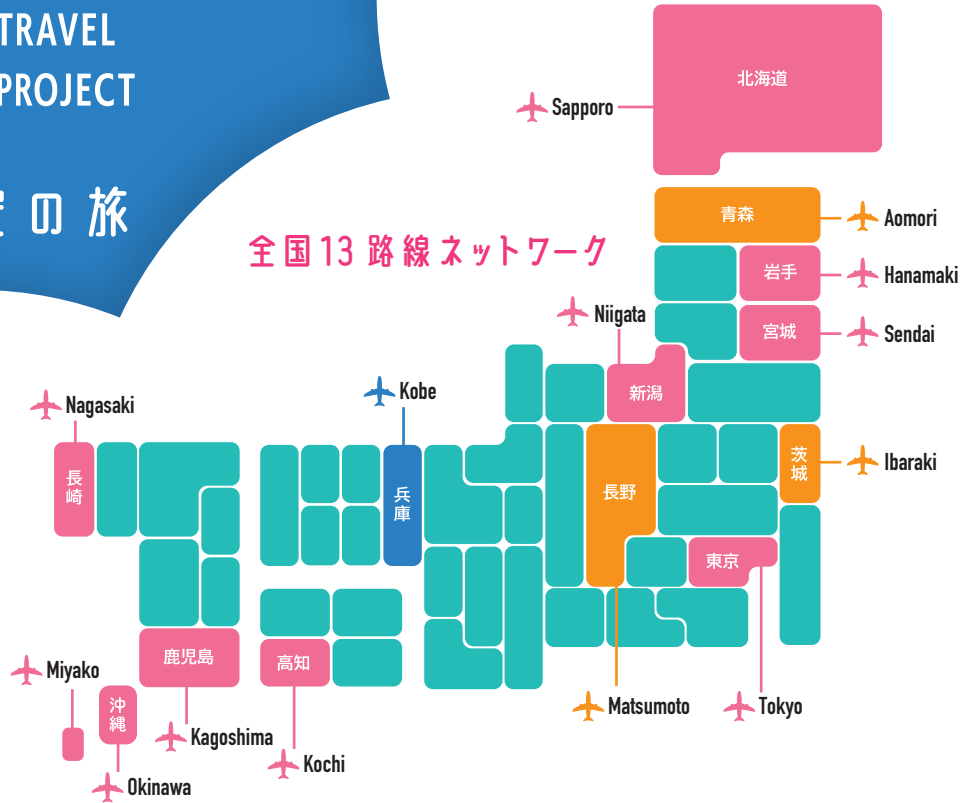 TRAVEL
PROJECT
の旅
全国13路線ネットワーク
北海道
Sapporo
青森
Aomori
岩手
Hanamaki
宮城
Sendai
Niigata
新潟
Kobe
Nagasaki
長崎
兵庫
長野
茨城
Ibaraki
東京
鹿児島
高知
Miyako
沖縄
Matsumoto
Tokyo
Kagoshima
Kochi
Okinawa